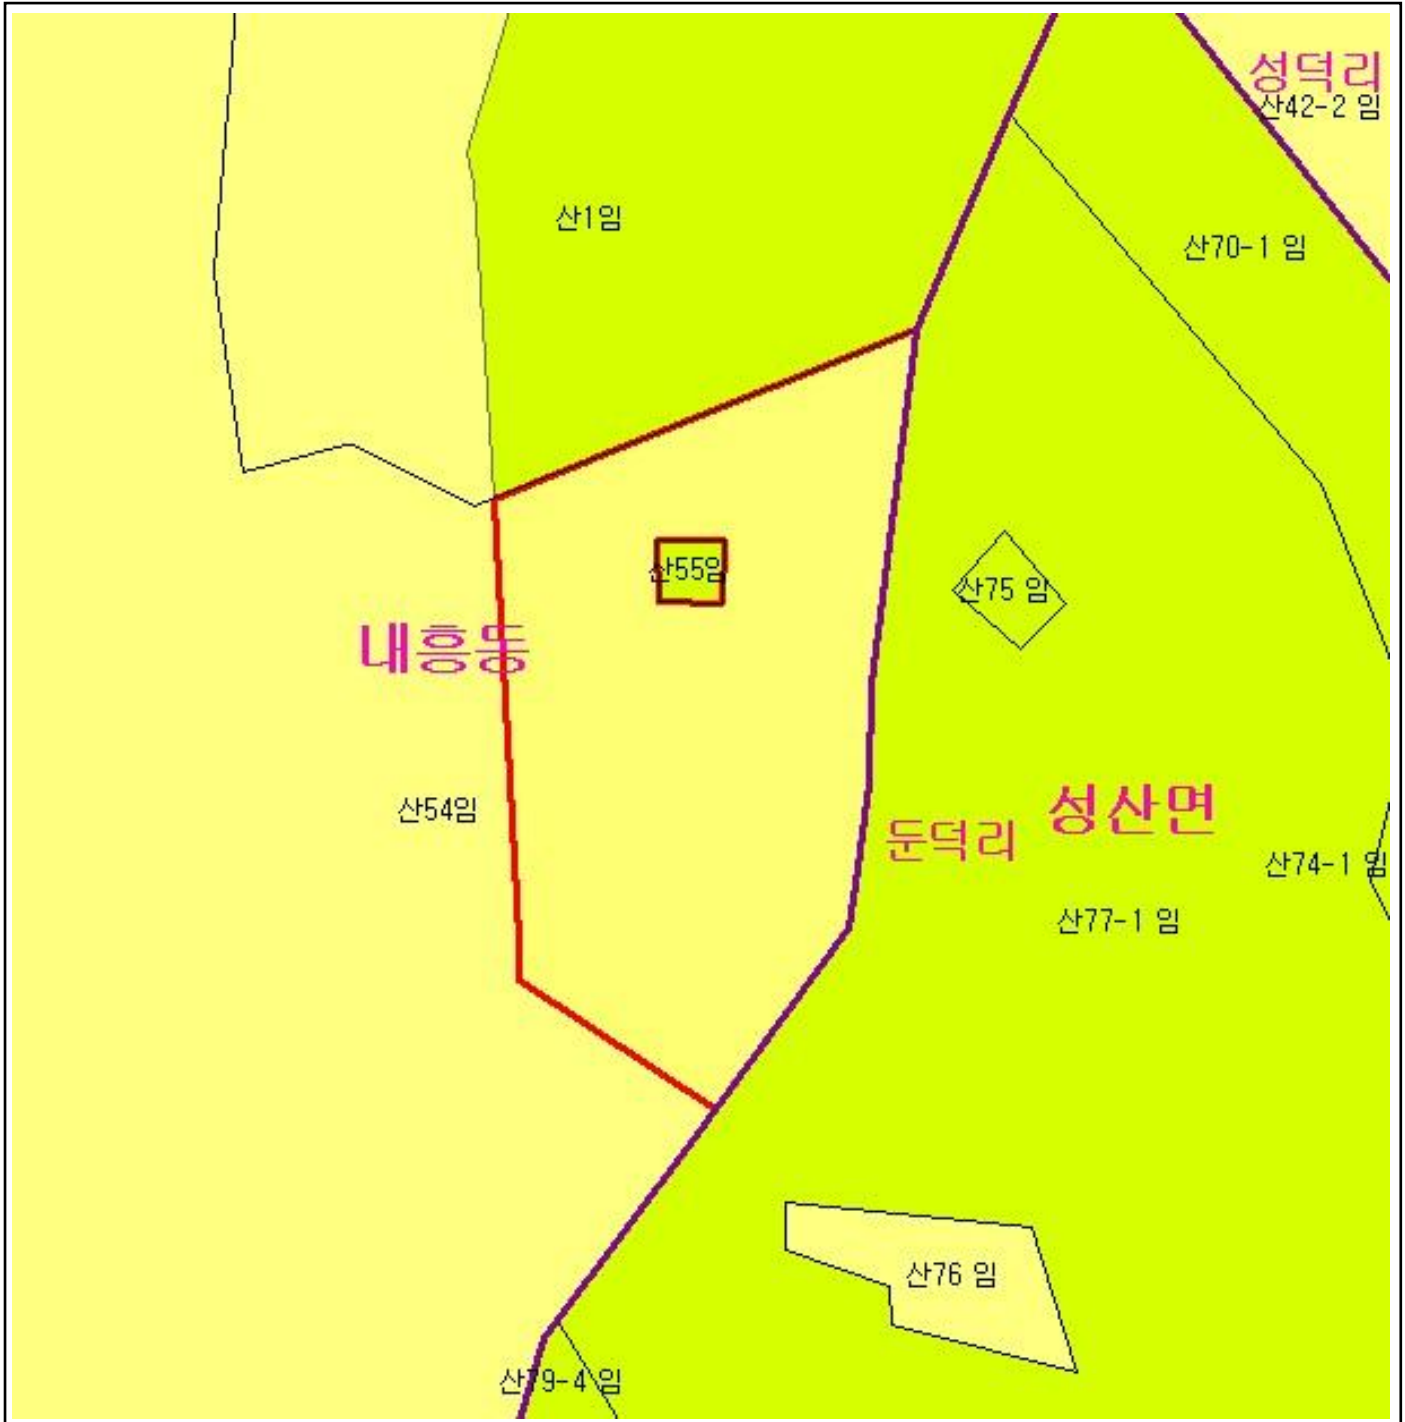 성덕리
산42-2 임
산1임
산70-1 임
산55임
산75 임
내흥동
산54임
성산면
둔덕리
산74-1 임
산77-1 임
산76 임
산79-4 임